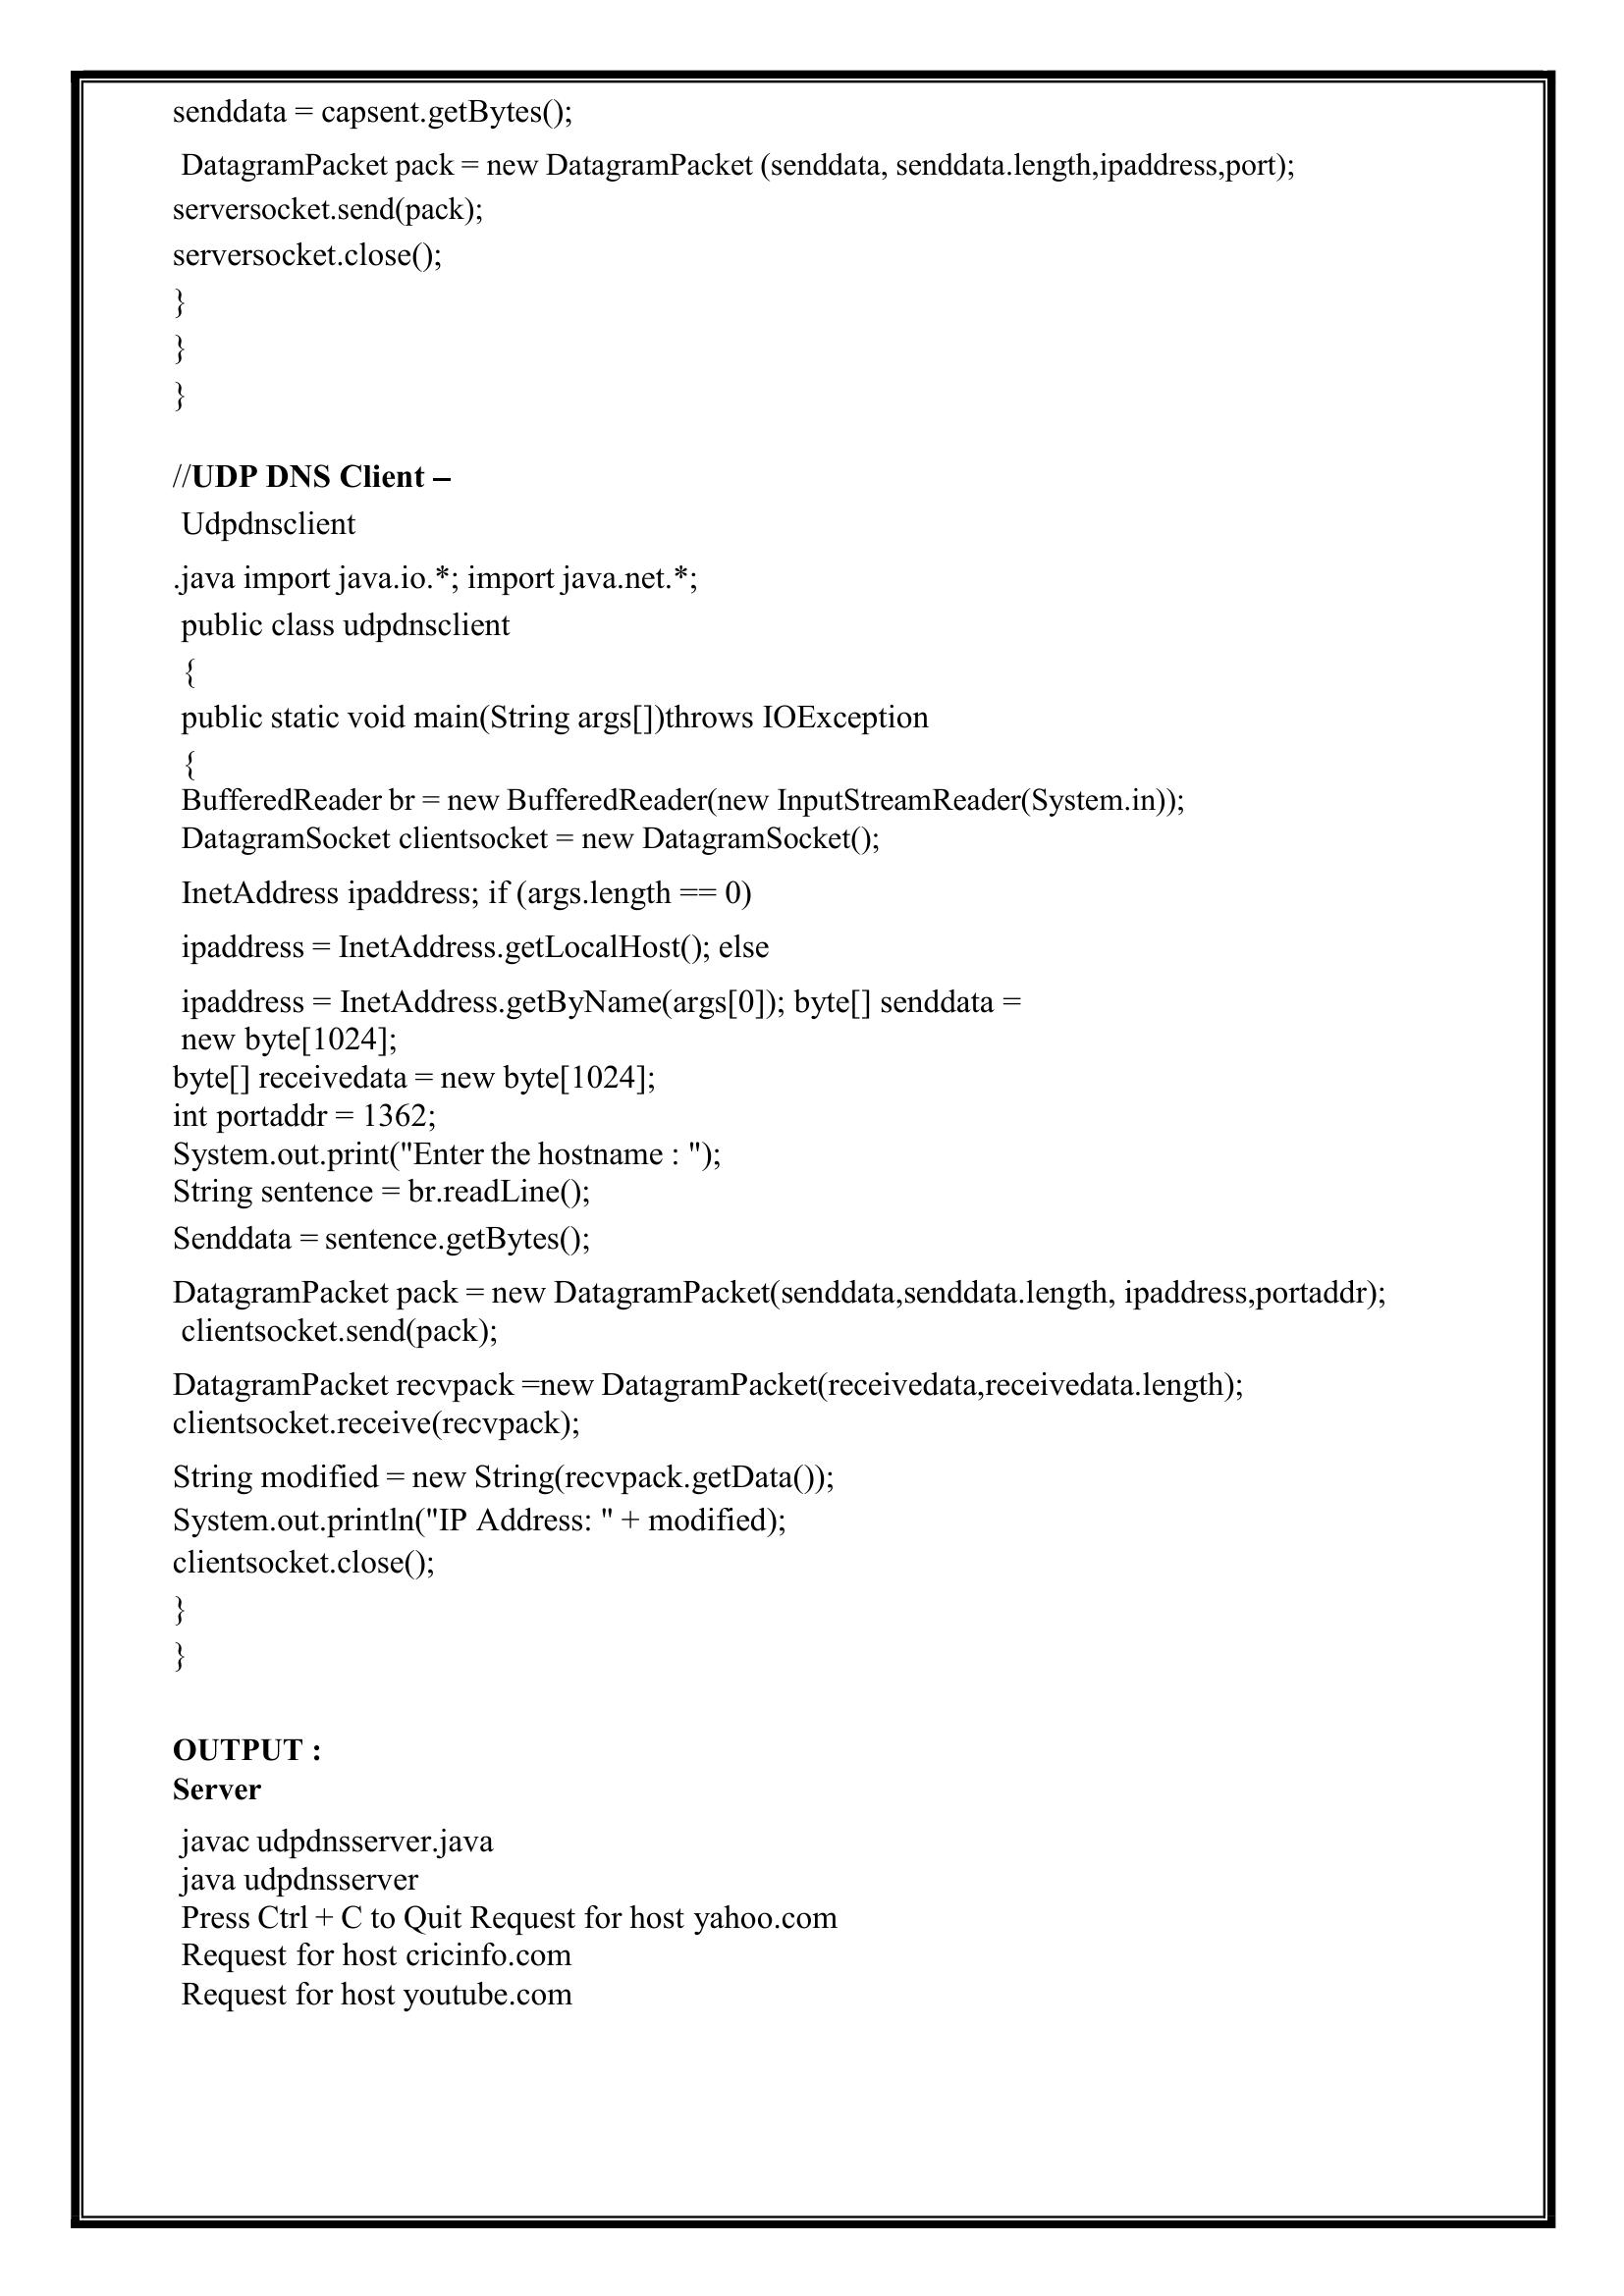 senddata = capsent.getBytes();
DatagramPacket pack = new DatagramPacket (senddata, senddata.length,ipaddress,port);
serversocket.send(pack);
serversocket.close();
}
}
}
//UDP DNS Client –
Udpdnsclient
.java import java.io.*; import java.net.*;
public class udpdnsclient
{
public static void main(String args[])throws IOException
{
BufferedReader br = new BufferedReader(new InputStreamReader(System.in));
DatagramSocket clientsocket = new DatagramSocket();
InetAddress ipaddress; if (args.length == 0)
ipaddress = InetAddress.getLocalHost(); else
ipaddress = InetAddress.getByName(args[0]); byte[] senddata =
new byte[1024];
byte[] receivedata = new byte[1024];
int portaddr = 1362;
System.out.print("Enter the hostname : ");
String sentence = br.readLine();
Senddata = sentence.getBytes();
DatagramPacket pack = new DatagramPacket(senddata,senddata.length, ipaddress,portaddr);
clientsocket.send(pack);
DatagramPacket recvpack =new DatagramPacket(receivedata,receivedata.length);
clientsocket.receive(recvpack);
String modified = new String(recvpack.getData());
System.out.println("IP Address: " + modified);
clientsocket.close();
}
}
OUTPUT :
Server
javac udpdnsserver.java
java udpdnsserver
Press Ctrl + C to Quit Request for host yahoo.com
Request for host cricinfo.com
Request for host youtube.com